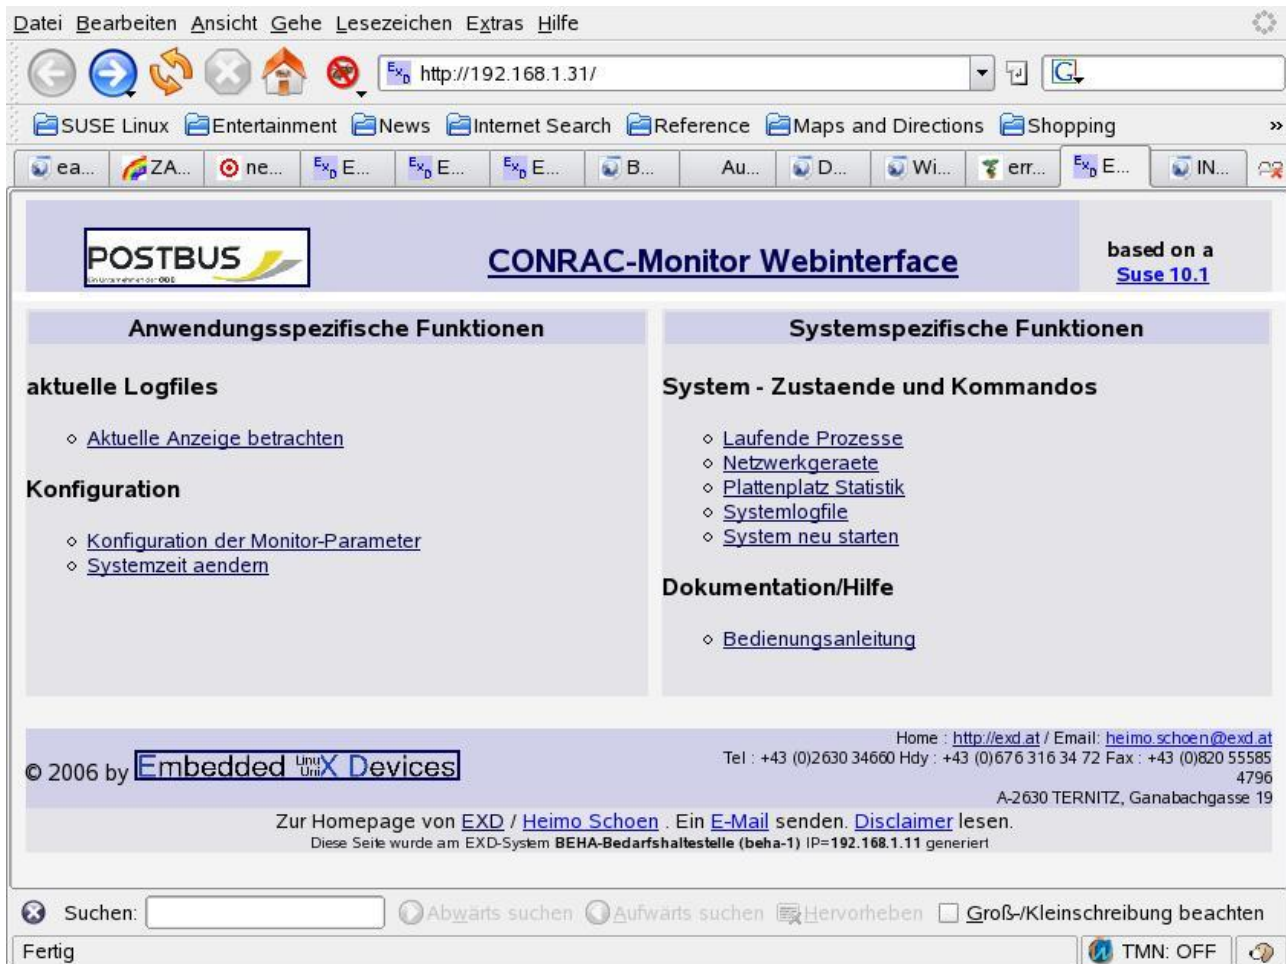 Datei Bearbeiten Ansicht Gehe Lesezeichen Extras Hilfe
http://192.168.1.31/
SUSE Linux Entertainment News Internet Search Reference Maps and Directions Shopping »
ea... ZA... ne... ExD E... ExD E... ExD E... B... Au... D... Wi... err... ExD E... IN...
POSTBUS
CONRAC-Monitor Webinterface
based on a
Suse 10.1
Anwendungsspezifische Funktionen
aktuelle Logfiles
Aktuelle Anzeige betrachten
Konfiguration
Konfiguration der Monitor-Parameter
Systemzeit aendern
Systemspezifische Funktionen
System - Zustaende und Kommandos
Laufende Prozesse
Netzwerkgeraete
Plattenplatz Statistik
Systemlogfile
System neu starten
Dokumentation/Hilfe
Bedienungsanleitung
© 2006 by Embedded Linu Uni X Devices
Home : http://exd.at / Email: heimo.schoen@exd.at
Tel : +43 (0)2630 34660 Hdy : +43 (0)676 316 34 72 Fax : +43 (0)820 55585
4796
A-2630 TERNITZ, Ganabachgasse 19
Zur Homepage von EXD / Heimo Schoen . Ein E-Mail senden. Disclaimer lesen.
Diese Seite wurde am EXD-System BEHA-Bedarfshaltestelle (beha-1) IP=192.168.1.11 generiert
Suchen: Abwärts suchen Aufwärts suchen Hervorheben Groß-/Kleinschreibung beachten
Fertig
TMN: OFF